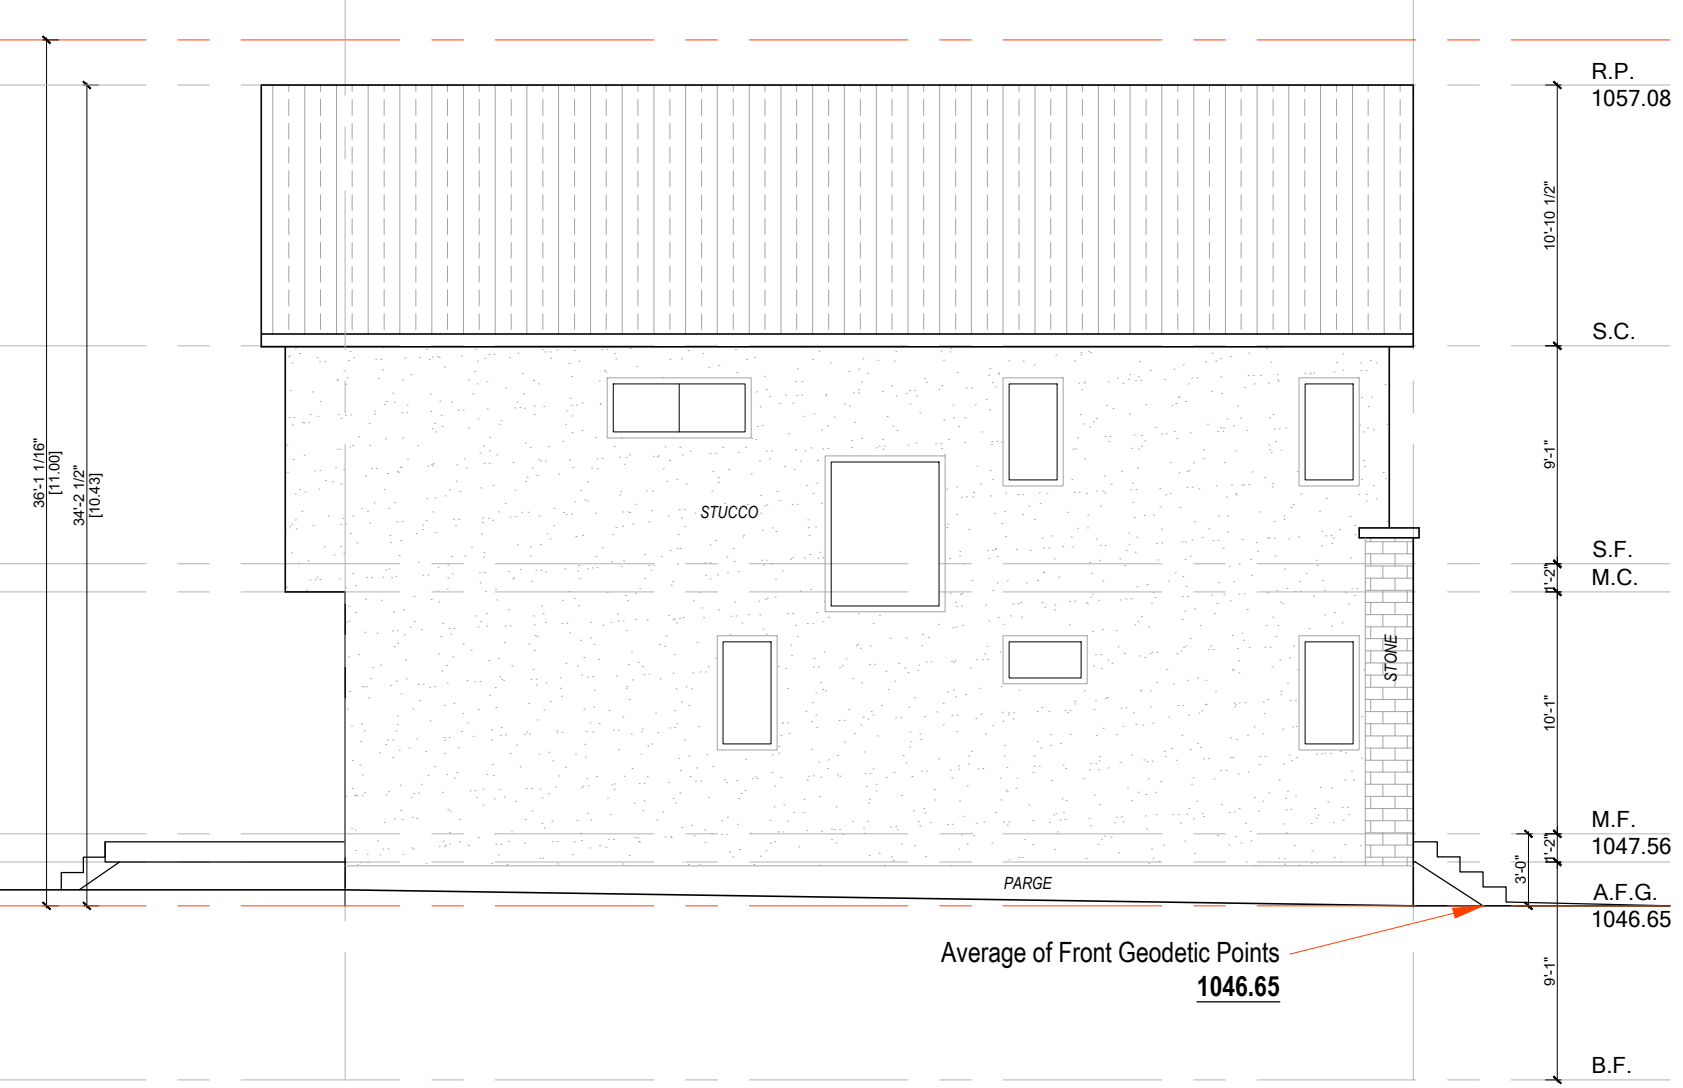 R.P.
1057.08
10'-10 1/2"
S.C.
9'-1"
36'-1 1/16"
[11.00]
34'-2 1/2"
[10.43]
STUCCO
S.F.
1'-2"
M.C.
STONE
10'-1"
M.F.
1047.56
1'-2"
3'-0"
PARGE
A.F.G.
1046.65
Average of Front Geodetic Points
1046.65
9'-1"
B.F.